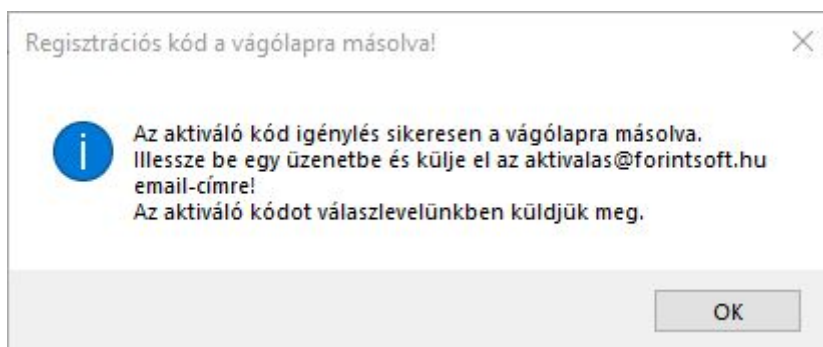 Regisztrációs kód a vágólapra másolva!
Az aktiváló kód igénylés sikeresen a vágólapra másolva.
Illessze be egy üzenetbe és külje el az aktivalas@forintsoft.hu
email-címre!
Az aktiváló kódot válaszlevelünkben küldjük meg.
OK